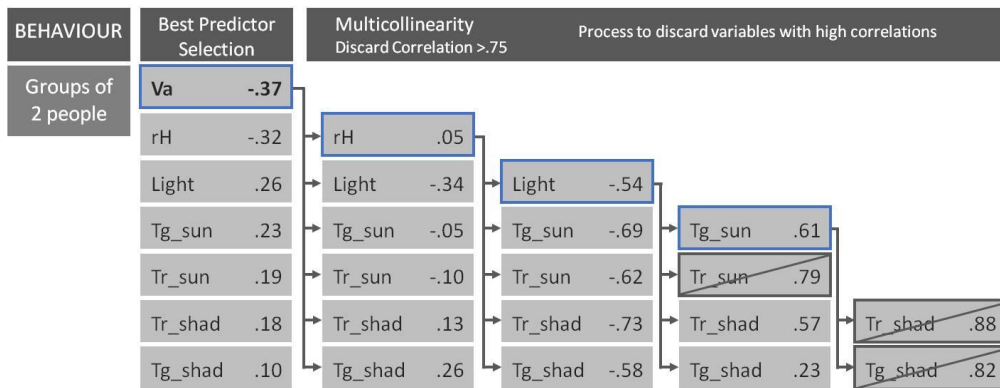 BEHAVIOUR
Best Predictor
Selection
Multicollinearity
Discard Correlation >.75
Process to discard variables with high correlations
Groups of
2 people
Va -.37
rH -.32
rH .05
Light .26
Light -.34
Light -.54
Tg_sun .23
Tg_sun -.05
Tg_sun -.69
Tg_sun .61
Tr_sun .19
Tr_sun -.10
Tr_sun -.62
Tr_sun .79
Tr_shad .18
Tr_shad .13
Tr_shad -.73
Tr_shad .57
Tr_shad .88
Tg_shad .10
Tg_shad .26
Tg_shad -.58
Tg_shad .23
Tg_shad .82